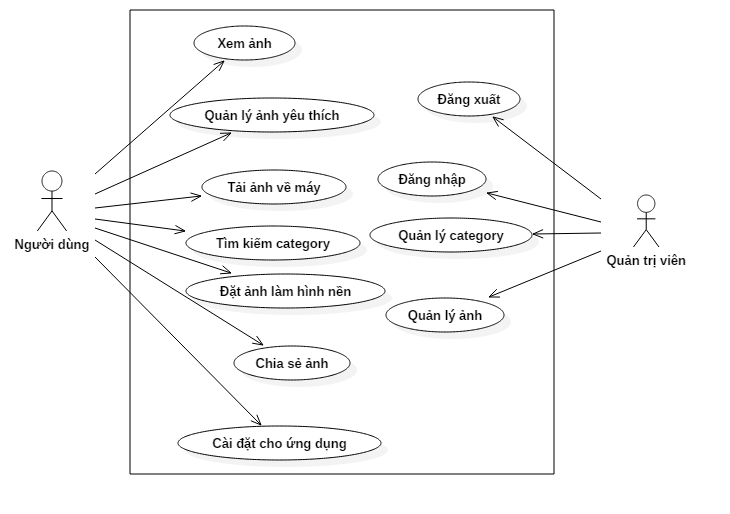 Xem ảnh
Đăng xuất
Quản lý ảnh yêu thích
Đăng nhập
Tải ảnh về máy
Quản lý category
Tìm kiếm category
Người dùng
Quản trị viên
Đặt ảnh làm hình nền
Quản lý ảnh
Chia sẻ ảnh
Cài đặt cho ứng dụng